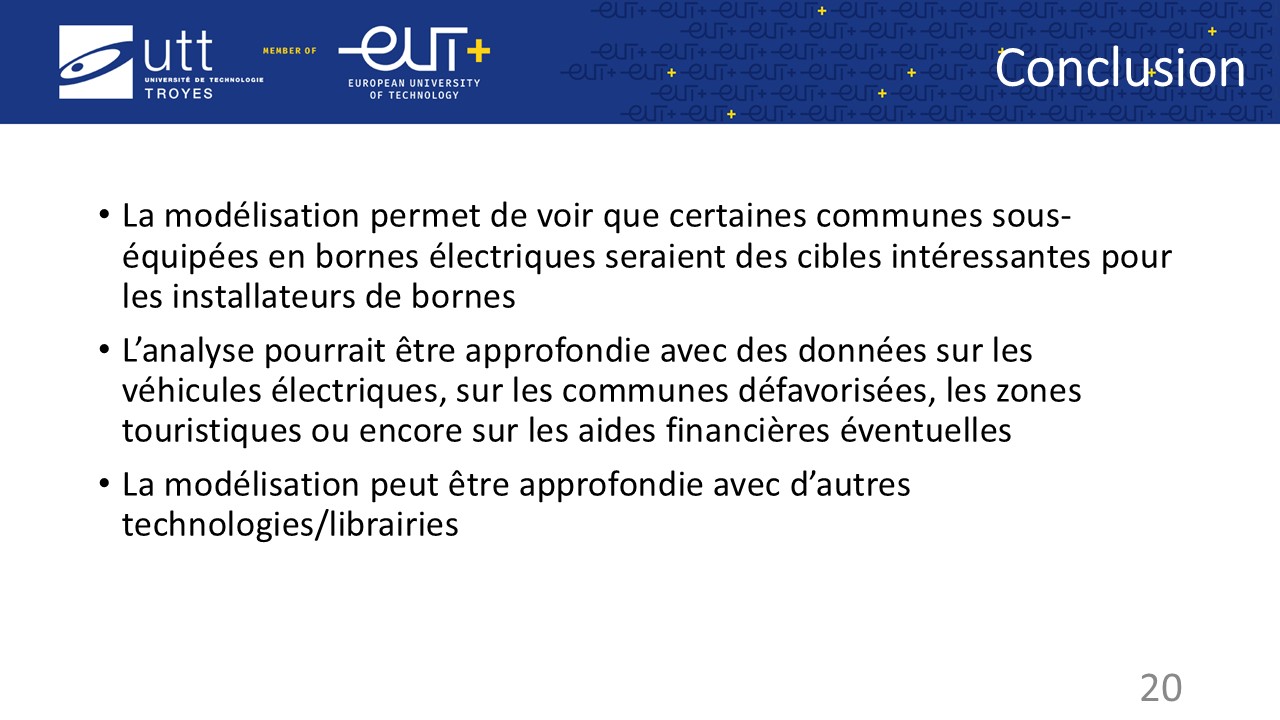 utt
UNIVERSITÉ DE TECHNOLOGIE
TROYES
MEMBER OF
EUT+
EUROPEAN UNIVERSITY
OF TECHNOLOGY
Conclusion
• La modélisation permet de voir que certaines communes sous-
équipées en bornes électriques seraient des cibles intéressantes pour
les installateurs de bornes
• L’analyse pourrait être approfondie avec des données sur les
véhicules électriques, sur les communes défavorisées, les zones
touristiques ou encore sur les aides financières éventuelles
• La modélisation peut être approfondie avec d’autres
technologies/librairies
20